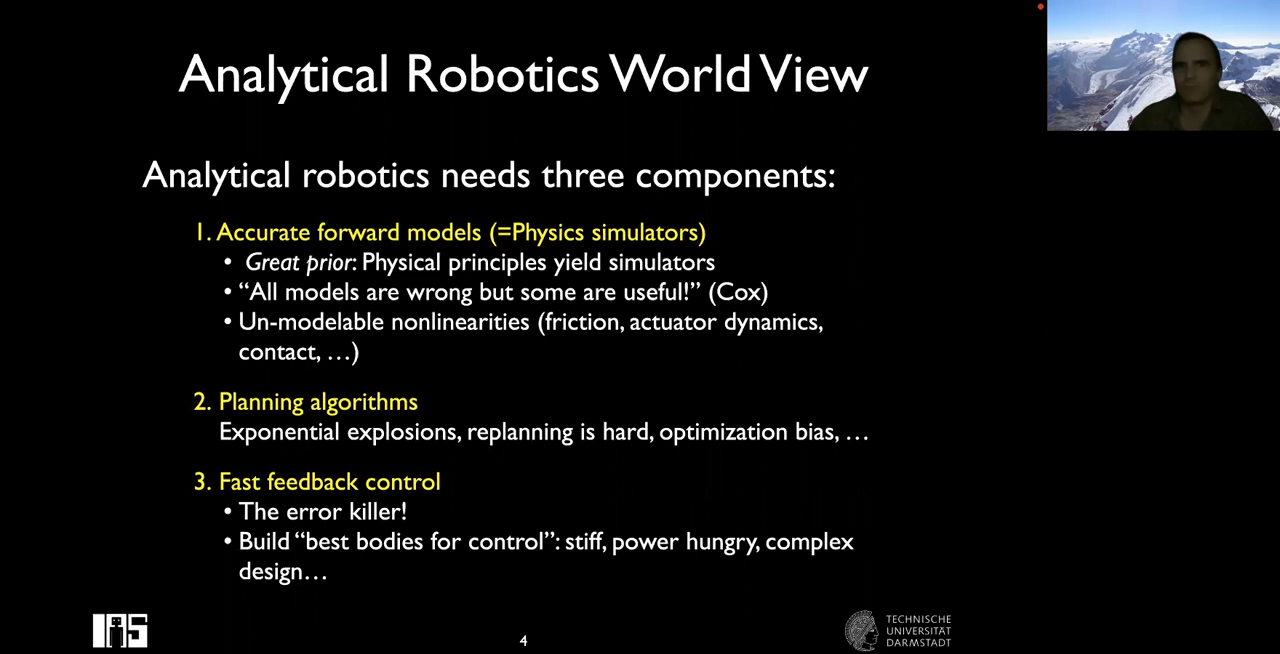 Analytical Robotics World View
Analytical robotics needs three components:
1. Accurate forward models (=Physics simulators)
• Great prior: Physical principles yield simulators
• “All models are wrong but some are useful!” (Cox)
• Un-modelable nonlinearities (friction, actuator dynamics,
contact, …)
2. Planning algorithms
Exponential explosions, replanning is hard, optimization bias, …
3. Fast feedback control
• The error killer!
• Build “best bodies for control”: stiff, power hungry, complex
design…
IAS
4
TECHNISCHE
UNIVERSITÄT
DARMSTADT